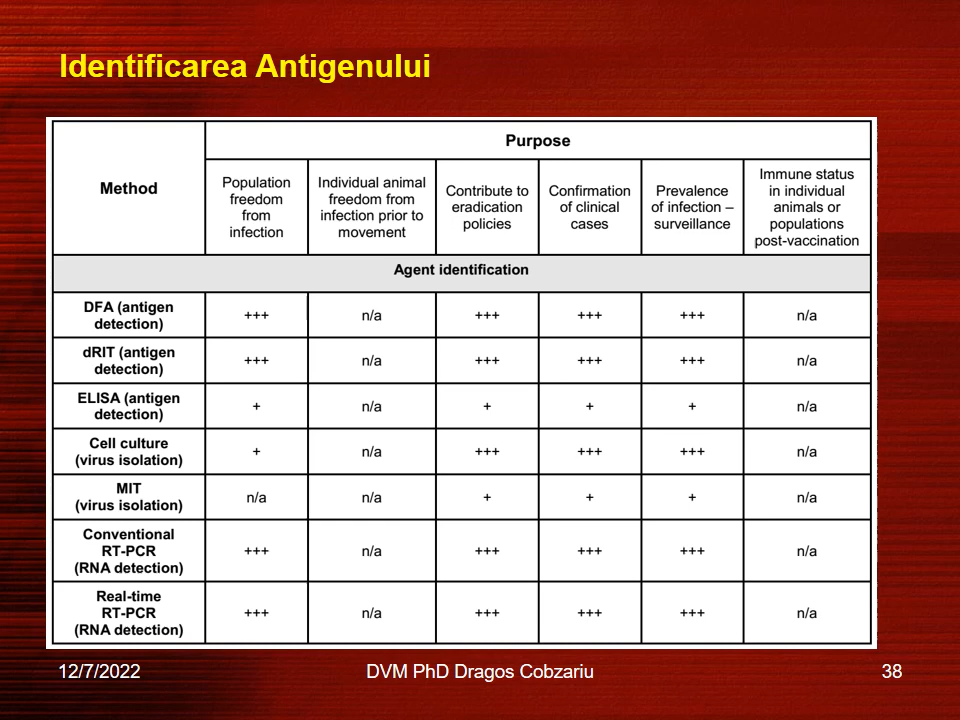 Identificarea Antigenului
Method
Purpose
Population
freedom
from
infection
Individual animal
freedom from
infection prior to
movement
Contribute to
eradication
policies
Confirmation
of clinical
cases
Prevalence
of infection –
surveillance
Immune status
in individual
animals or
populations
post-vaccination
Agent identification
DFA (antigen
detection)
+++ n/a +++ +++ +++ n/a
dRIT (antigen
detection)
+++ n/a +++ +++ +++ n/a
ELISA (antigen
detection)
+ n/a + + + n/a
Cell culture
(virus isolation)
+ n/a +++ +++ +++ n/a
MIT
(virus isolation)
n/a n/a + + + n/a
Conventional
RT-PCR
(RNA detection)
+++ n/a +++ +++ +++ n/a
Real-time
RT-PCR
(RNA detection)
+++ n/a +++ +++ +++ n/a
12/7/2022 DVM PhD Dragos Cobzariu 38